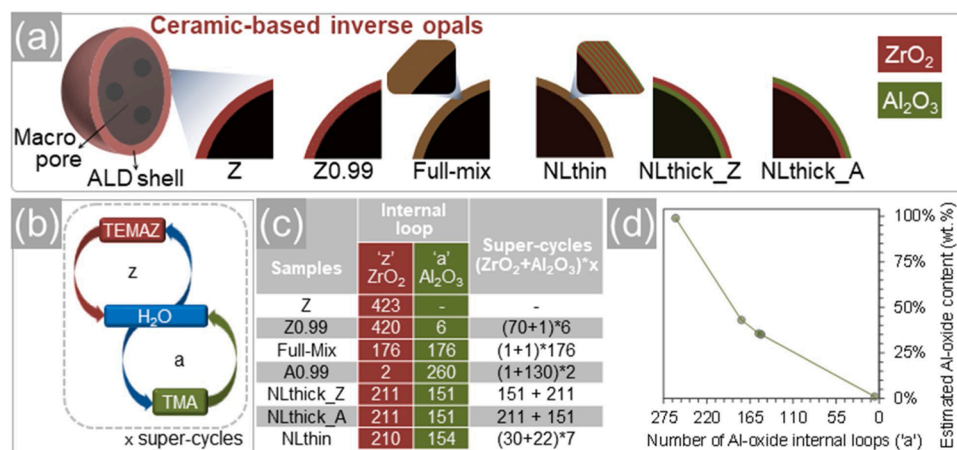 (a)
Ceramic-based inverse opals
Macro
pore
ALD shell
Z
Z0.99
Full-mix
NLthin
NLthick_Z
NLthick_A
ZrO₂
Al₂O₃
(b)
TEMAZ
z
H₂O
a
TMA
x super-cycles
(c)
Samples
Internal
loop
'z'
ZrO₂
'a'
Al₂O₃
Super-cycles
(ZrO₂+Al₂O₃)*x
Z 423 - -
Z0.99 420 6 (70+1)*6
Full-Mix 176 176 (1+1)*176
A0.99 2 260 (1+130)*2
NLthick_Z 211 151 151 + 211
NLthick_A 211 151 211 + 151
NLthin 210 154 (30+22)*7
(d)
100%
75%
50%
25%
0%
Estimated Al-oxide content (wt.%)
275 220 165 110 55 0
Number of Al-oxide internal loops ('a')